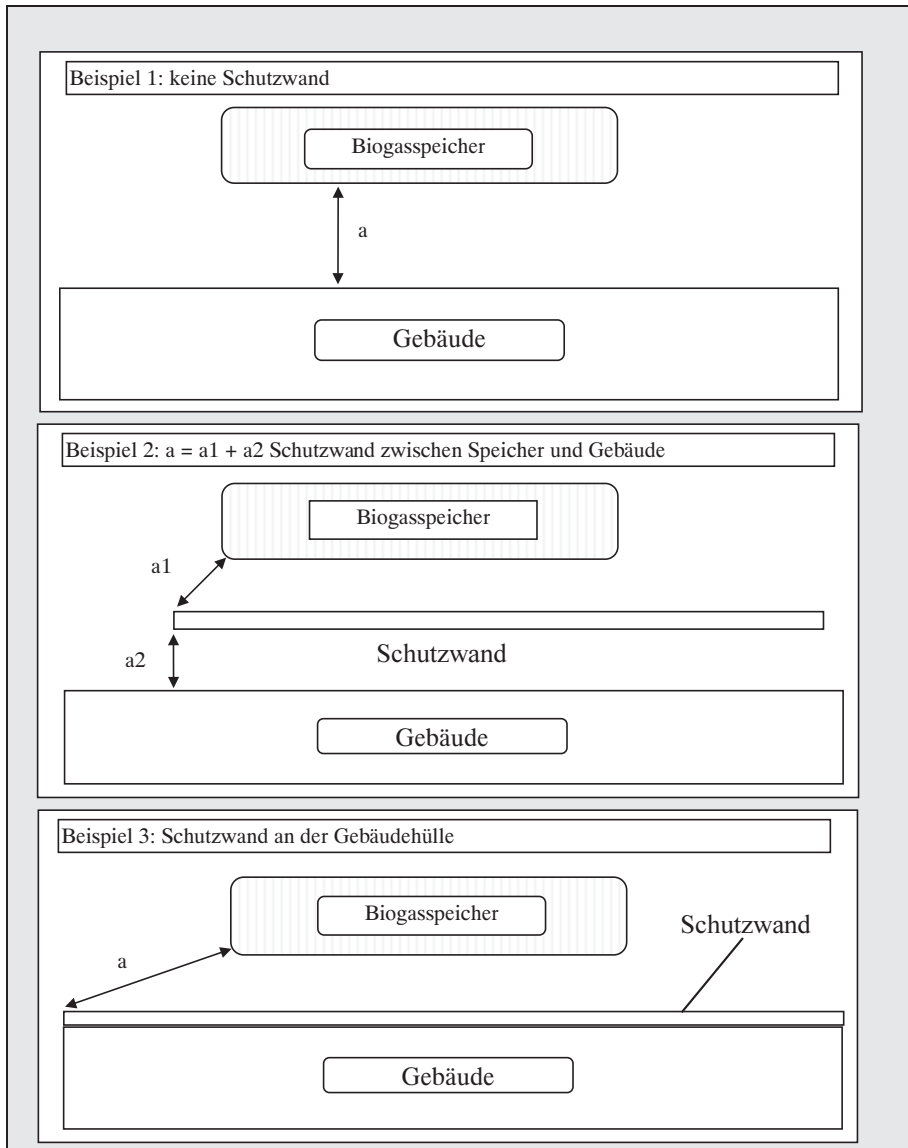 Beispiel 1: keine Schutzwand
Biogasspeicher
a
Gebäude
Beispiel 2: a = a1 + a2 Schutzwand zwischen Speicher und Gebäude
Biogasspeicher
a1
Schutzwand
a2
Gebäude
Beispiel 3: Schutzwand an der Gebäudehülle
Biogasspeicher
Schutzwand
a
Gebäude